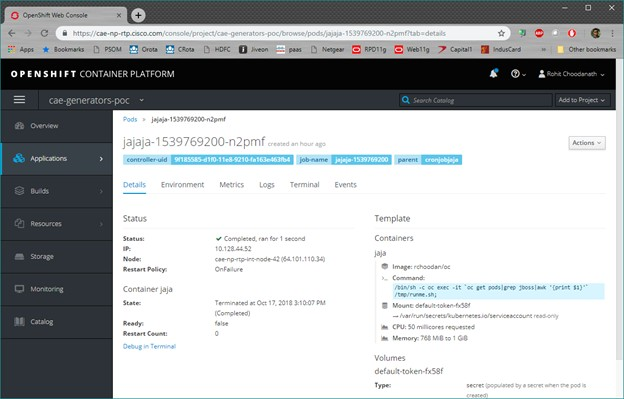 OpenShift Web Console
https://cae-np-rtp.cisco.com/console/project/cae-generators-poc/browse/pods/jajaja-1539769200-n2pmf?tab=details
Apps Bookmarks PSOM Orota COTA CRota HDFC Jiveon paas Netgear RPD11g Web11g Capital1 IndusCard » Other bookmarks
OPENSHIFT CONTAINER PLATFORM
Rohit Choodanath
cae-generators-poc
Search Catalog
Add to Project
Overview
Applications
Builds
Resources
Storage
Monitoring
Catalog
Pods > jajaja-1539769200-n2pmf
jajaja-1539769200-n2pmf created an hour ago
Actions
controller-uid 9f185585-d1f0-11e8-9210-fa163e463fb4 job-name jajaja-1539769200 parent cronjobjaja
Details Environment Metrics Logs Terminal Events
Status
Status: Completed, ran for 1 second
IP: 10.128.44.52
Node: cae-np-rtp-int-node-42 (64.101.110.34)
Restart Policy: OnFailure
Container jaja
State: Terminated at Oct 17, 2018 3:10:07 PM
(Completed)
Ready: false
Restart Count: 0
Debug in Terminal
Template
Containers
jaja
Image: rchoodan/oc
Command:
/bin/sh -c oc exec -it `oc get pods|grep jboss|awk '{print $1}'`
/tmp/runme.sh;
Mount: default-token-fx58f
→ /var/run/secrets/kubernetes.io/serviceaccount read-only
CPU: 50 millicores requested
Memory: 768 MiB to 1 GiB
Volumes
default-token-fx58f
Type: secret (populated by a secret when the pod is
created)